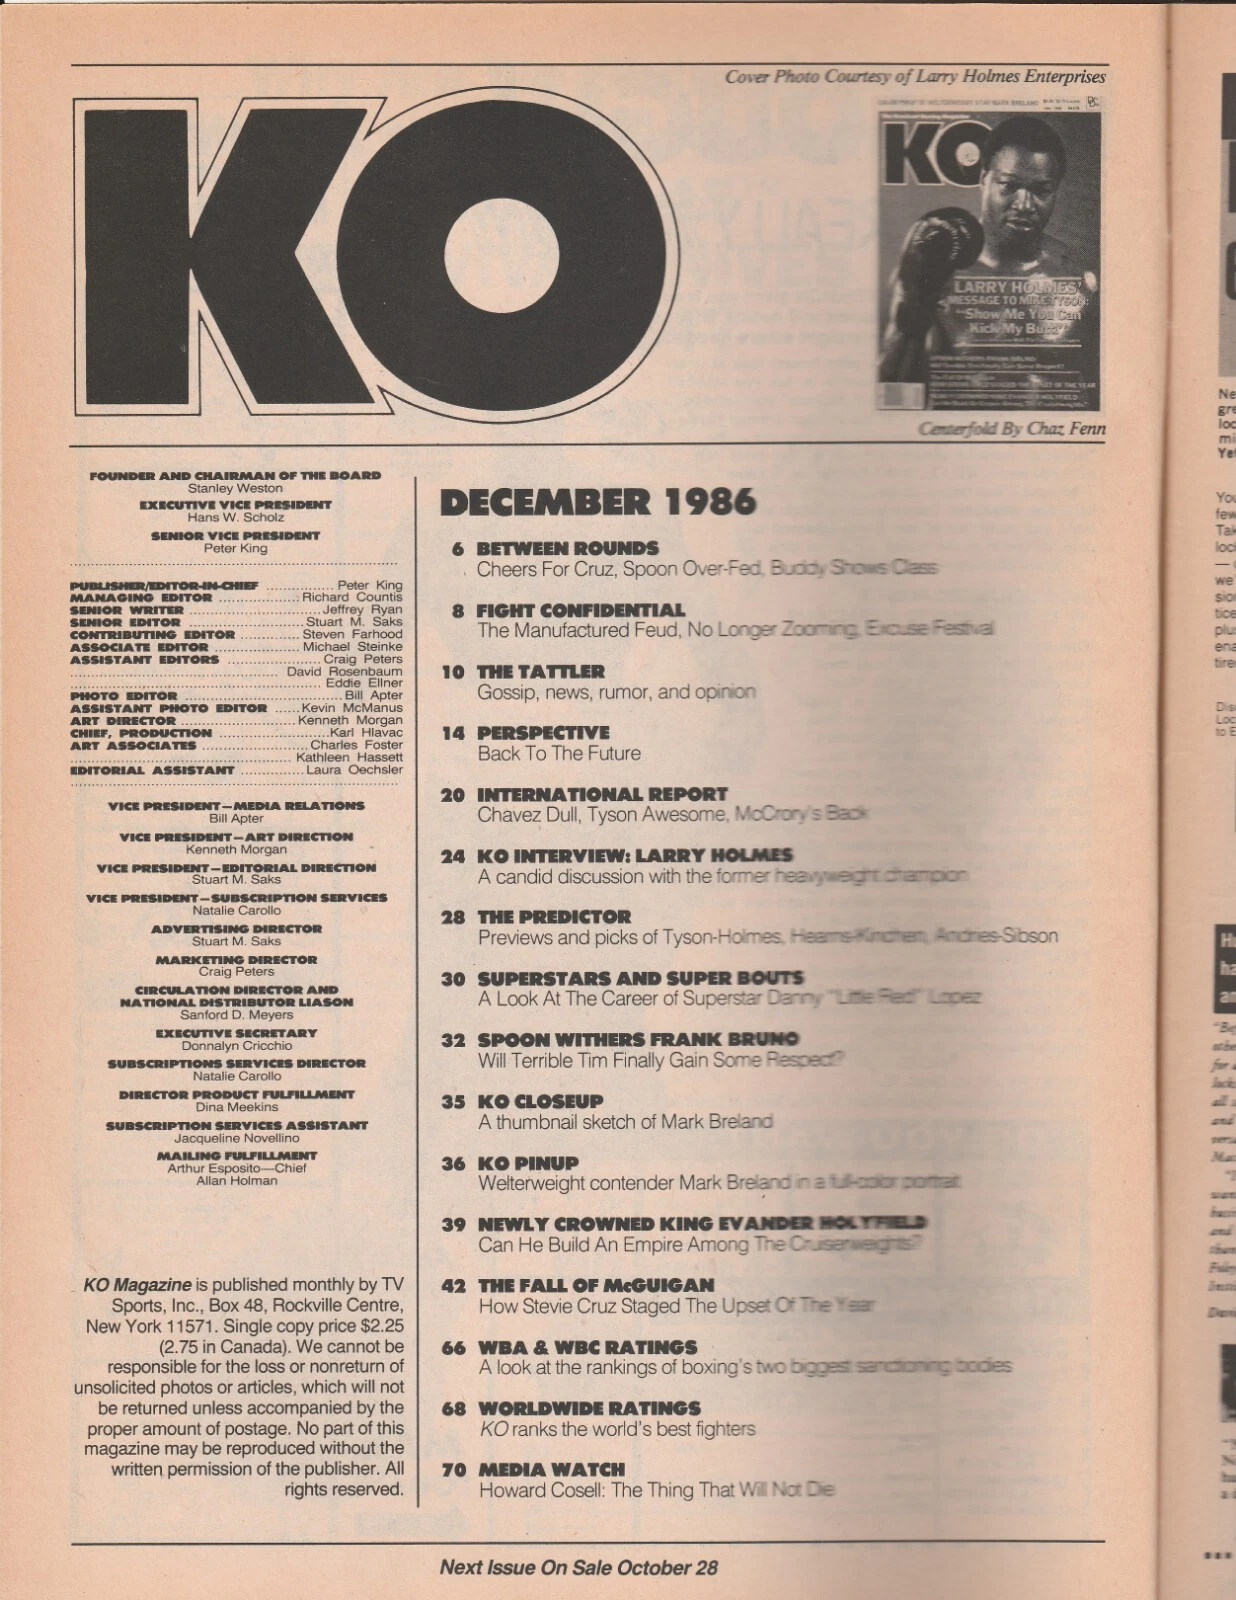 Cover Photo Courtesy of Larry Holmes Enterprises
KO
KO
LARRY HOLMES'
MESSAGE TO MIKE TYSON:
"Show Me You Can
Kick My Butt"
Centerfold By Chaz Fenn
FOUNDER AND CHAIRMAN OF THE BOARD
Stanley Weston
EXECUTIVE VICE PRESIDENT
Hans W. Scholz
SENIOR VICE PRESIDENT
Peter King
PUBLISHER/EDITOR-IN-CHIEF .............. Peter King
MANAGING EDITOR ................ Richard Countis
SENIOR WRITER ........................... Jeffrey Ryan
SENIOR EDITOR ......................... Stuart M. Saks
CONTRIBUTING EDITOR ............ Steven Farhood
ASSOCIATE EDITOR ................ Michael Steinke
ASSISTANT EDITORS .................. Craig Peters
David Rosenbaum
Eddie Ellner
PHOTO EDITOR ................................ Bill Apter
ASSISTANT PHOTO EDITOR ...... Kevin McManus
ART DIRECTOR ..................... Kenneth Morgan
CHIEF, PRODUCTION ...................... Karl Hlavac
ART ASSOCIATES .................... Charles Foster
Kathleen Hassett
EDITORIAL ASSISTANT ............. Laura Oechsler
VICE PRESIDENT—MEDIA RELATIONS
Bill Apter
VICE PRESIDENT—ART DIRECTION
Kenneth Morgan
VICE PRESIDENT—EDITORIAL DIRECTION
Stuart M. Saks
VICE PRESIDENT—SUBSCRIPTION SERVICES
Natalie Carollo
ADVERTISING DIRECTOR
Stuart M. Saks
MARKETING DIRECTOR
Craig Peters
CIRCULATION DIRECTOR AND
NATIONAL DISTRIBUTOR LIASON
Sanford D. Meyers
EXECUTIVE SECRETARY
Donnalyn Cricchio
SUBSCRIPTIONS SERVICES DIRECTOR
Natalie Carollo
DIRECTOR PRODUCT FULFILLMENT
Dina Meekins
SUBSCRIPTION SERVICES ASSISTANT
Jacqueline Novellino
MAILING FULFILLMENT
Arthur Esposito—Chief
Allan Holman
KO Magazine is published monthly by TV
Sports, Inc., Box 48, Rockville Centre,
New York 11571. Single copy price $2.25
(2.75 in Canada). We cannot be
responsible for the loss or nonreturn of
unsolicited photos or articles, which will not
be returned unless accompanied by the
proper amount of postage. No part of this
magazine may be reproduced without the
written permission of the publisher. All
rights reserved.
DECEMBER 1986
6 BETWEEN ROUNDS
Cheers For Cruz, Spoon Over-Fed, Buddy Shows Class
8 FIGHT CONFIDENTIAL
The Manufactured Feud, No Longer Zooming, Excuse Festival
10 THE TATTLER
Gossip, news, rumor, and opinion
14 PERSPECTIVE
Back To The Future
20 INTERNATIONAL REPORT
Chavez Dull, Tyson Awesome, McCrory's Back
24 KO INTERVIEW: LARRY HOLMES
A candid discussion with the former heavyweight champion
28 THE PREDICTOR
Previews and picks of Tyson-Holmes, Hearns-Kinchen, Andries-Sibson
30 SUPERSTARS AND SUPER BOUTS
A Look At The Career of Superstar Danny "Little Red" Lopez
32 SPOON WITHERS FRANK BRUNO
Will Terrible Tim Finally Gain Some Respect?
35 KO CLOSEUP
A thumbnail sketch of Mark Breland
36 KO PINUP
Welterweight contender Mark Breland in a full-color portrait
39 NEWLY CROWNED KING EVANDER HOLYFIELD
Can He Build An Empire Among The Cruiserweights?
42 THE FALL OF McGUIGAN
How Stevie Cruz Staged The Upset Of The Year
66 WBA & WBC RATINGS
A look at the rankings of boxing's two biggest sanctioning bodies
68 WORLDWIDE RATINGS
KO ranks the world's best fighters
70 MEDIA WATCH
Howard Cosell: The Thing That Will Not Die
Next Issue On Sale October 28